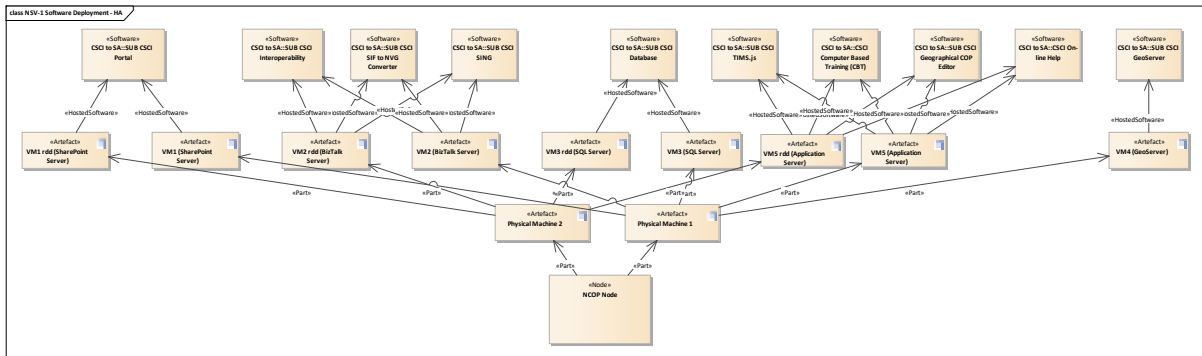 class NSV-1 Software Deployment - HA
«Software»
CSCI to SA::SUB CSCI
Portal
«Software»
CSCI to SA::SUB CSCI
Interoperability
«Software»
CSCI to SA::SUB CSCI
SIF to NVG
Converter
«Software»
CSCI to SA::SUB CSCI
SING
«Software»
CSCI to SA::SUB CSCI
Database
«Software»
CSCI to SA::SUB CSCI
TIMS.js
«Software»
CSCI to SA::CSCI
Computer Based
Training (CBT)
«Software»
CSCI to SA::SUB CSCI
Geographical COP
Editor
«Software»
CSCI to SA::CSCI On-
line Help
«Software»
CSCI to SA::SUB CSCI
GeoServer
«HostedSoftware»
«HostedSoftware»
«HostedSoftware»
«HostedSoftware»
«HostedSoftware»
«HostedSoftware»
«HostedSoftware»
«HostedSoftware»
«HostedSoftware»
«Artefact»
VM1 rdd (SharePoint
Server)
«Artefact»
VM1 (SharePoint
Server)
«Artefact»
VM2 rdd (BizTalk
Server)
«Artefact»
VM2 (BizTalk Server)
«Artefact»
VM3 rdd (SQL Server)
«Artefact»
VM3 (SQL Server)
«Artefact»
VM5 rdd (Application
Server)
«Artefact»
VM5 (Application
Server)
«Artefact»
VM4 (GeoServer)
«Part»
«Part»
«Part»
«Part»
«Part»
«Part»
«Part»
«Artefact»
Physical Machine 2
«Artefact»
Physical Machine 1
«Part»
«Part»
«Node»
NCOP Node